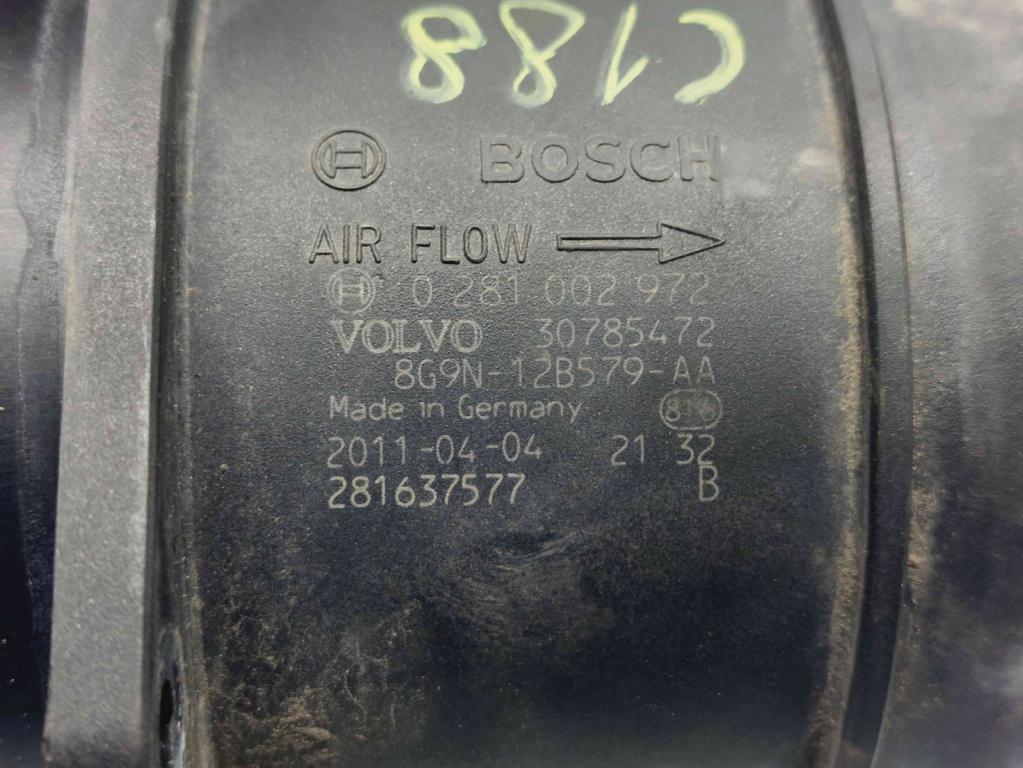 C188
BOSCH
AIR FLOW
0 281 002 972
VOLVO 30785472
8G9N-12B579-AA
Made in Germany
2011-04-04 21 32
281637577 B